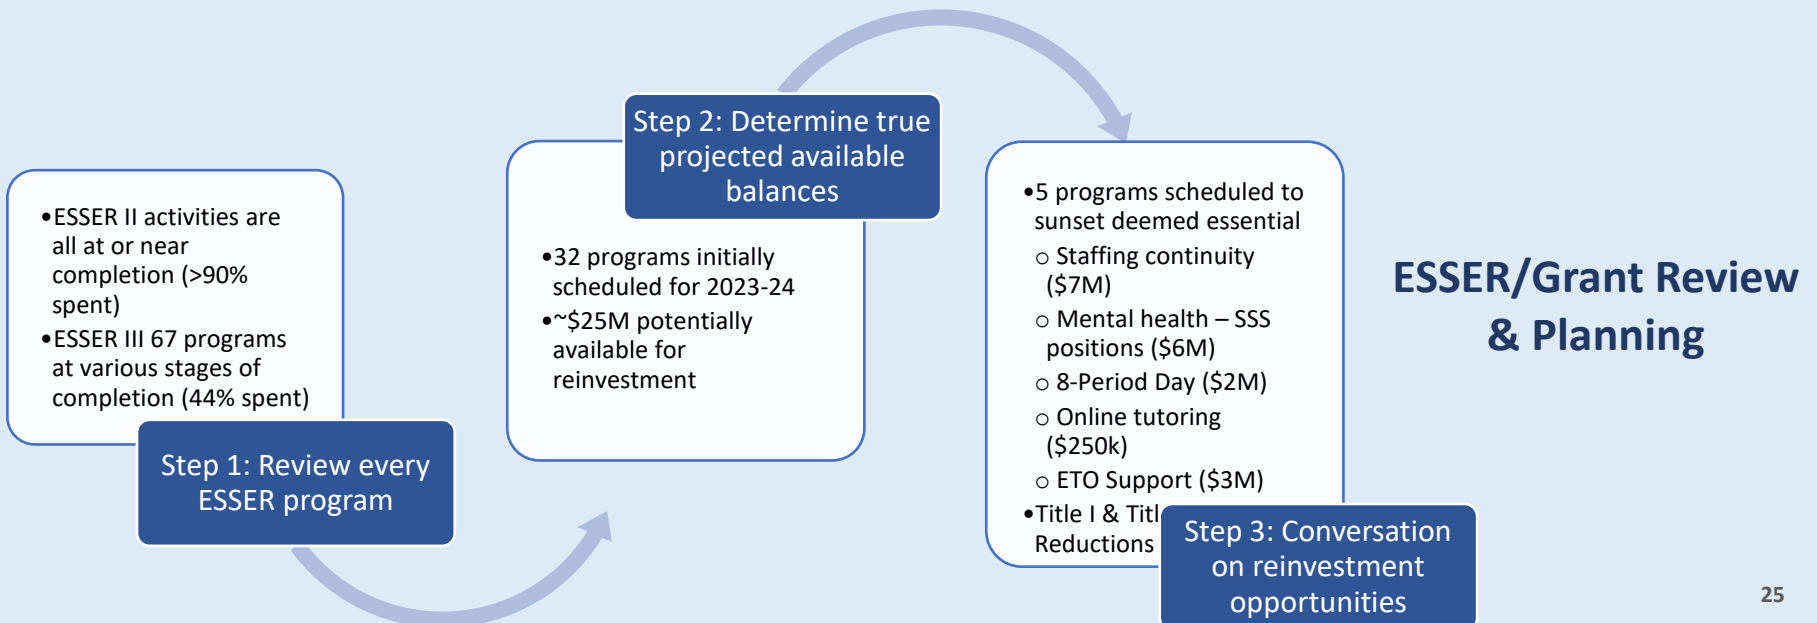 •ESSER II activities are
all at or near
completion (>90%
spent)
•ESSER III 67 programs
at various stages of
completion (44% spent)
Step 1: Review every
ESSER program
Step 2: Determine true
projected available
balances
•32 programs initially
scheduled for 2023-24
•~$25M potentially
available for
reinvestment
•5 programs scheduled to
sunset deemed essential
o Staffing continuity
($7M)
o Mental health – SSS
positions ($6M)
o 8-Period Day ($2M)
o Online tutoring
($250k)
o ETO Support ($3M)
•Title I &
Reductions
Step 3: Conversation
on reinvestment
opportunities
ESSER/Grant Review
& Planning
25